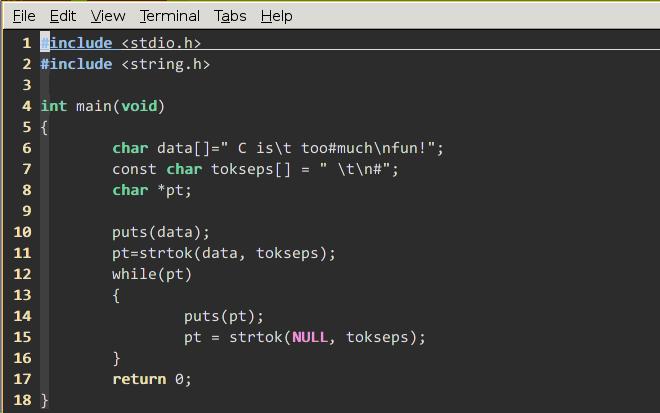 File Edit View Terminal Tabs Help
1 #include <stdio.h>
2 #include <string.h>
3
4 int main(void)
5 {
6         char data[]=" C is\t too#much\nfun!";
7         const char tokseps[] = " \t\n#";
8         char *pt;
9
10         puts(data);
11         pt=strtok(data, tokseps);
12         while(pt)
13         {
14                 puts(pt);
15                 pt = strtok(NULL, tokseps);
16         }
17         return 0;
18 }